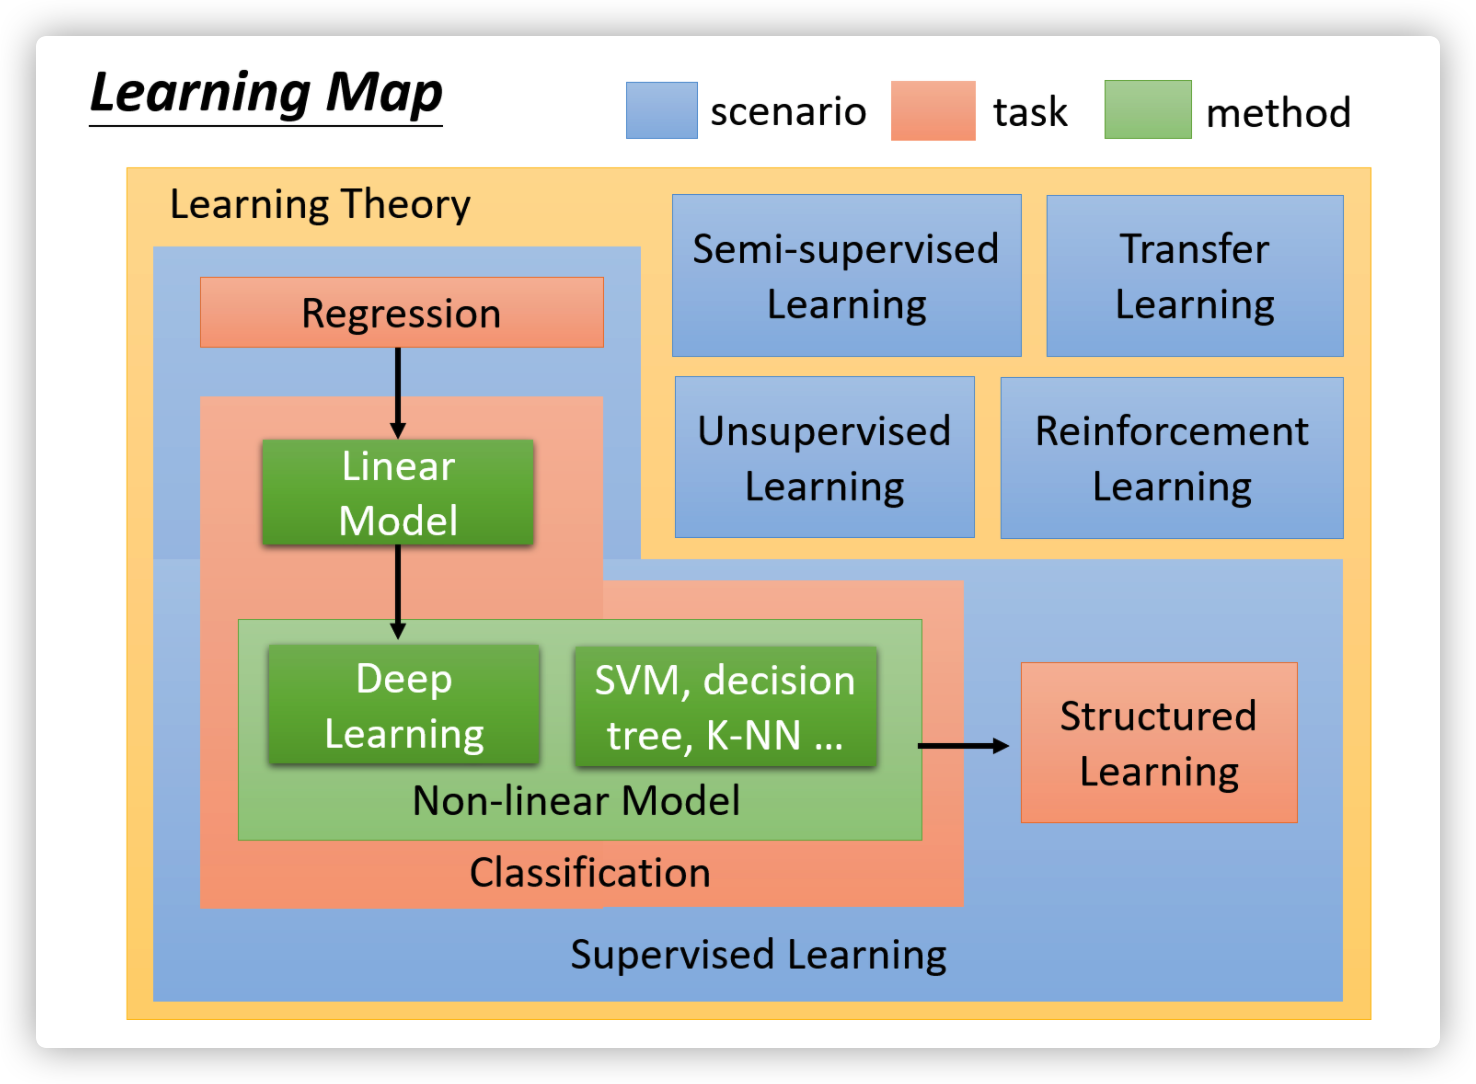 Learning Map
scenario
task
method
Learning Theory
Regression
Linear
Model
Deep
Learning
SVM, decision
tree, K-NN ...
Non-linear Model
Classification
Supervised Learning
Semi-supervised
Learning
Transfer
Learning
Unsupervised
Learning
Reinforcement
Learning
Structured
Learning